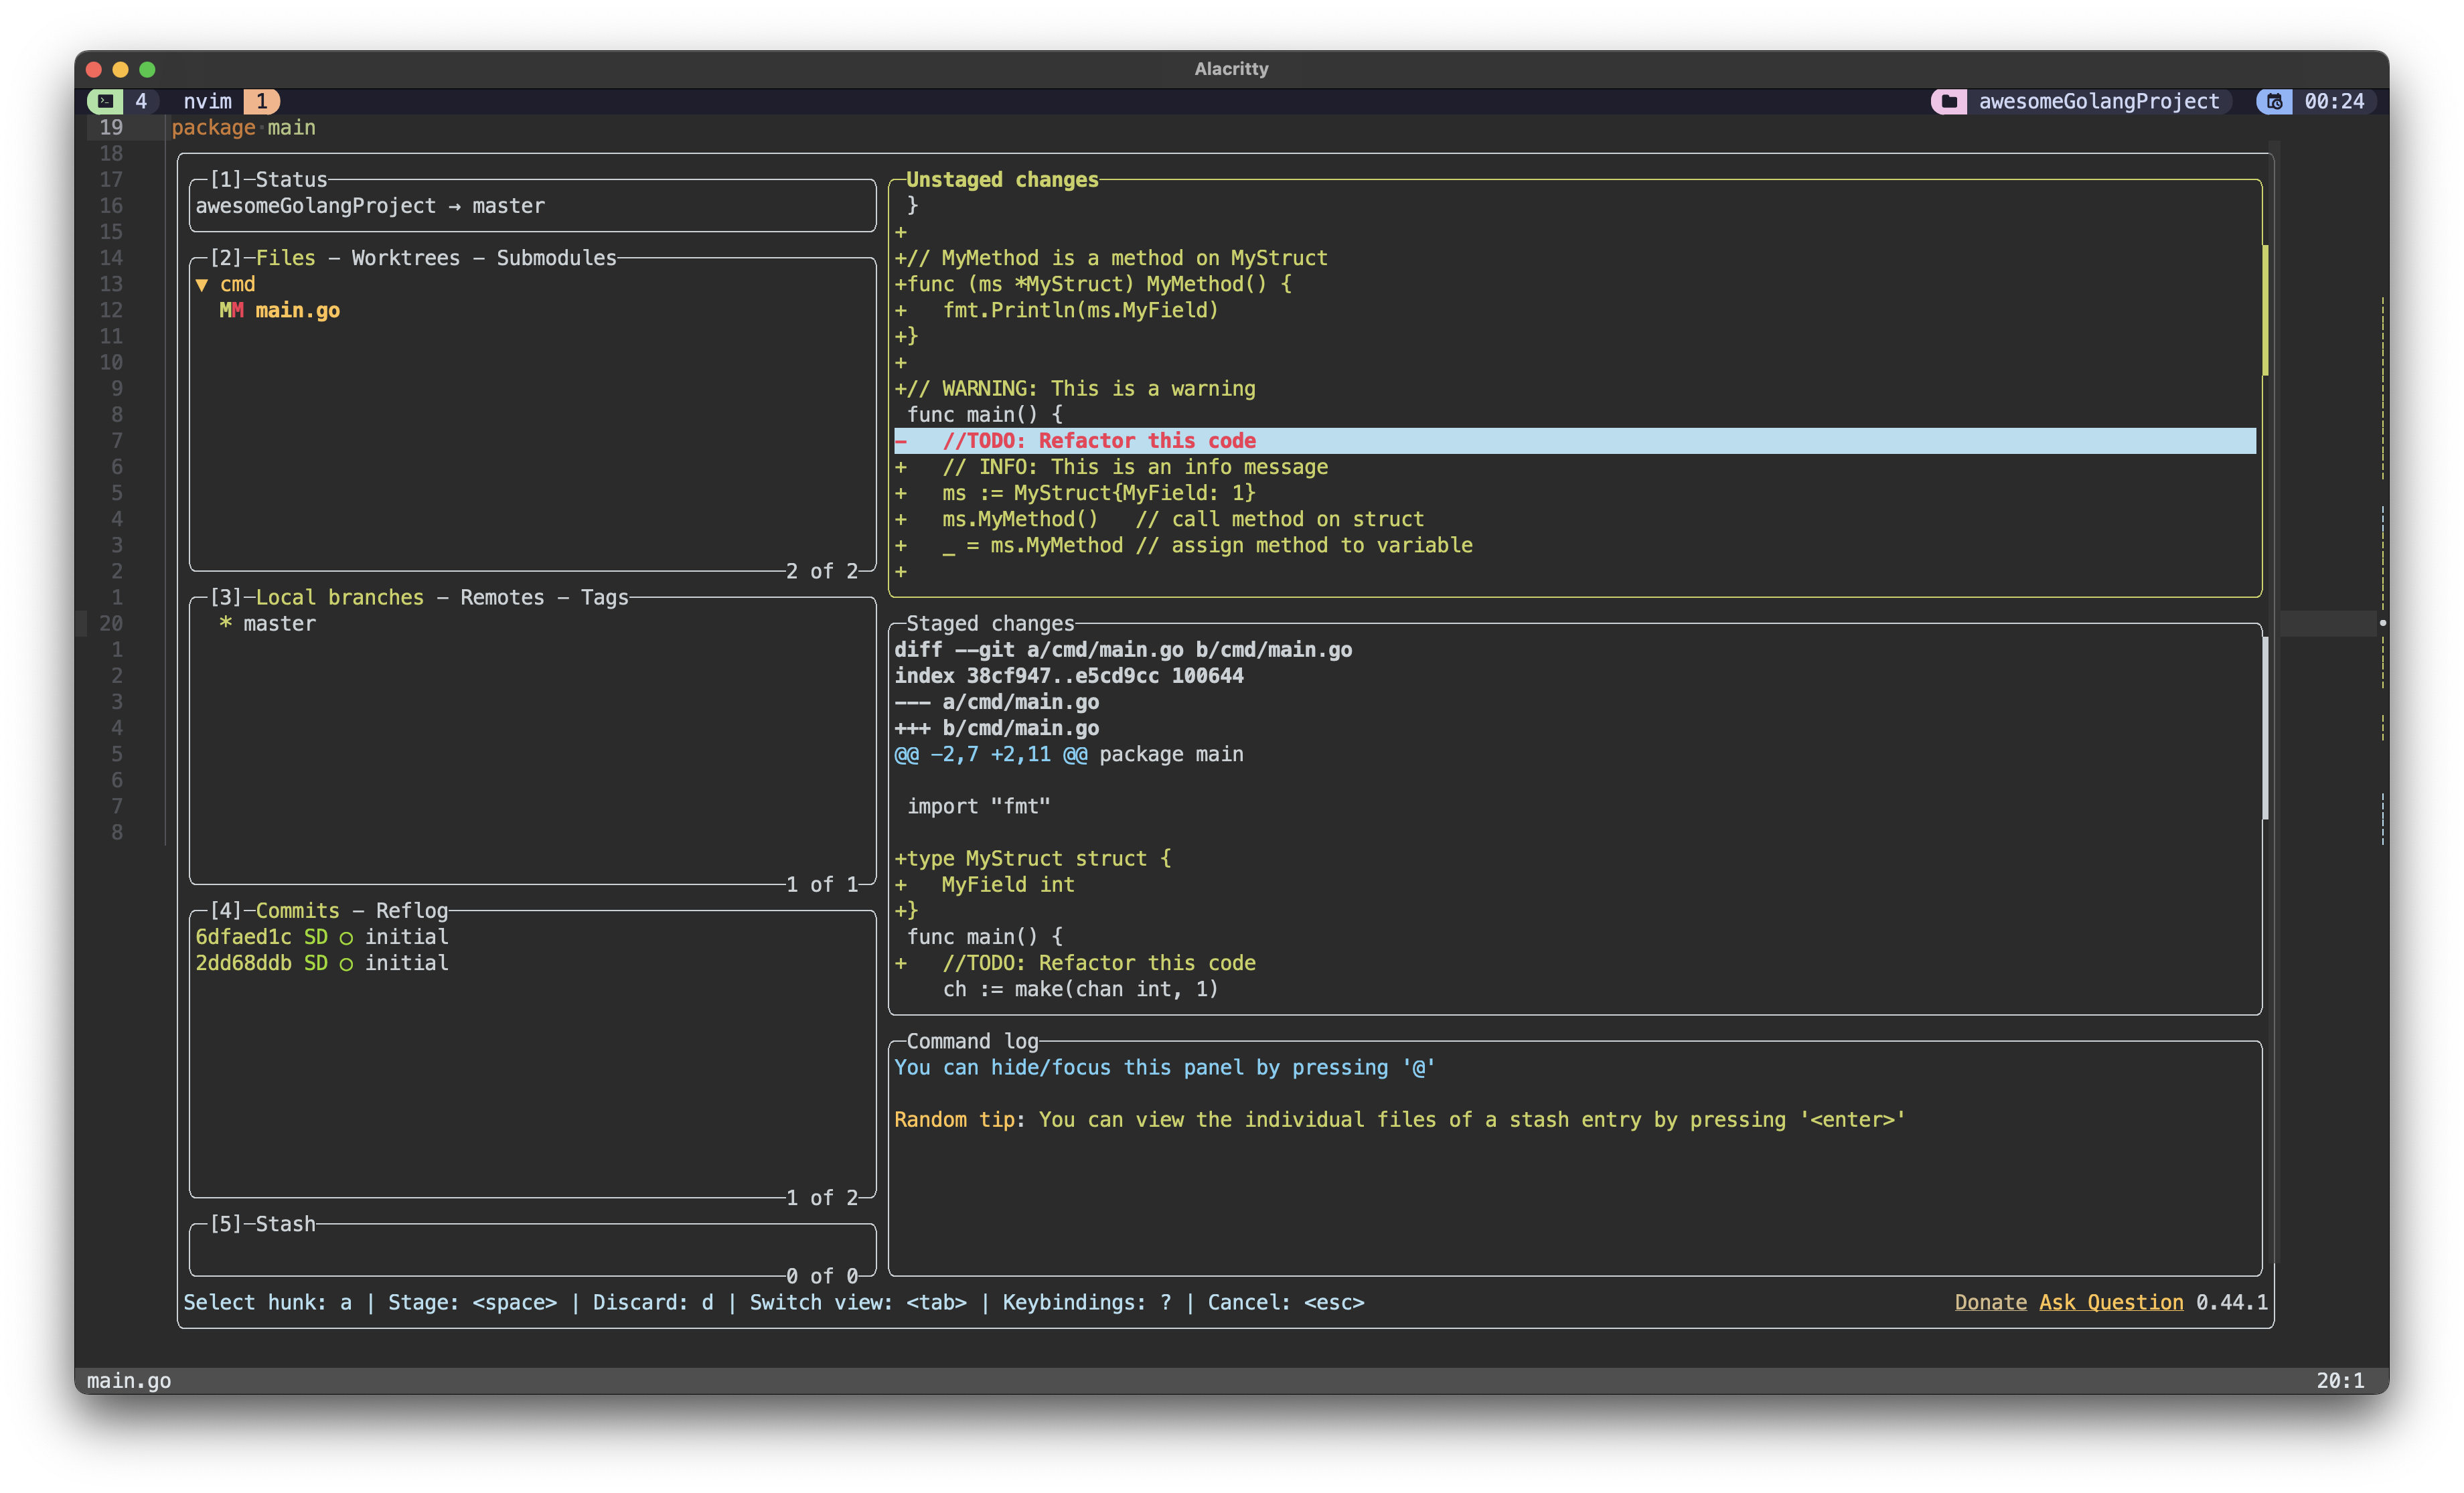 Alacritty
4 nvim 1 awesomeGolangProject 00:24
19 package main
18
17
16
15
14
13
12
11
10
9
8
7
6
5
4
3
2
1
20
1
2
3
4
5
6
7
8
[1]─Status
awesomeGolangProject → master
[2]─Files - Worktrees - Submodules
▼ cmd
MM main.go
2 of 2
[3]─Local branches - Remotes - Tags
* master
1 of 1
[4]─Commits - Reflog
6dfaed1c SD ○ initial
2dd68ddb SD ○ initial
1 of 2
[5]─Stash
0 of 0
Unstaged changes
 }
+
+// MyMethod is a method on MyStruct
+func (ms *MyStruct) MyMethod() {
+   fmt.Println(ms.MyField)
+}
+
+// WARNING: This is a warning
 func main() {
-   //TODO: Refactor this code
+   // INFO: This is an info message
+   ms := MyStruct{MyField: 1}
+   ms.MyMethod()   // call method on struct
+   _ = ms.MyMethod // assign method to variable
+
Staged changes
diff --git a/cmd/main.go b/cmd/main.go
index 38cf947..e5cd9cc 100644
--- a/cmd/main.go
+++ b/cmd/main.go
@@ -2,7 +2,11 @@ package main
 import "fmt"
+type MyStruct struct {
+   MyField int
+}
 func main() {
+   //TODO: Refactor this code
    ch := make(chan int, 1)
Command log
You can hide/focus this panel by pressing '@'
Random tip: You can view the individual files of a stash entry by pressing '<enter>'
Select hunk: a | Stage: <space> | Discard: d | Switch view: <tab> | Keybindings: ? | Cancel: <esc> Donate Ask Question 0.44.1
main.go 20:1